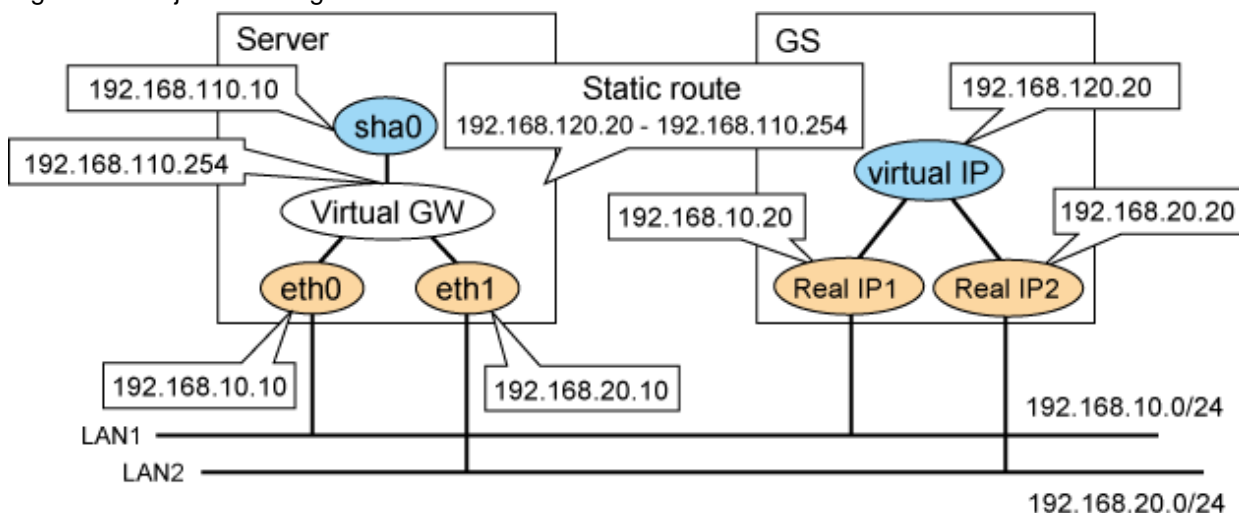 Server
GS
192.168.110.10
Static route
192.168.120.20 - 192.168.110.254
192.168.120.20
sha0
192.168.110.254
virtual IP
Virtual GW
192.168.10.20
192.168.20.20
eth0
eth1
Real IP1
Real IP2
192.168.10.10
192.168.20.10
192.168.10.0/24
LAN1
LAN2
192.168.20.0/24